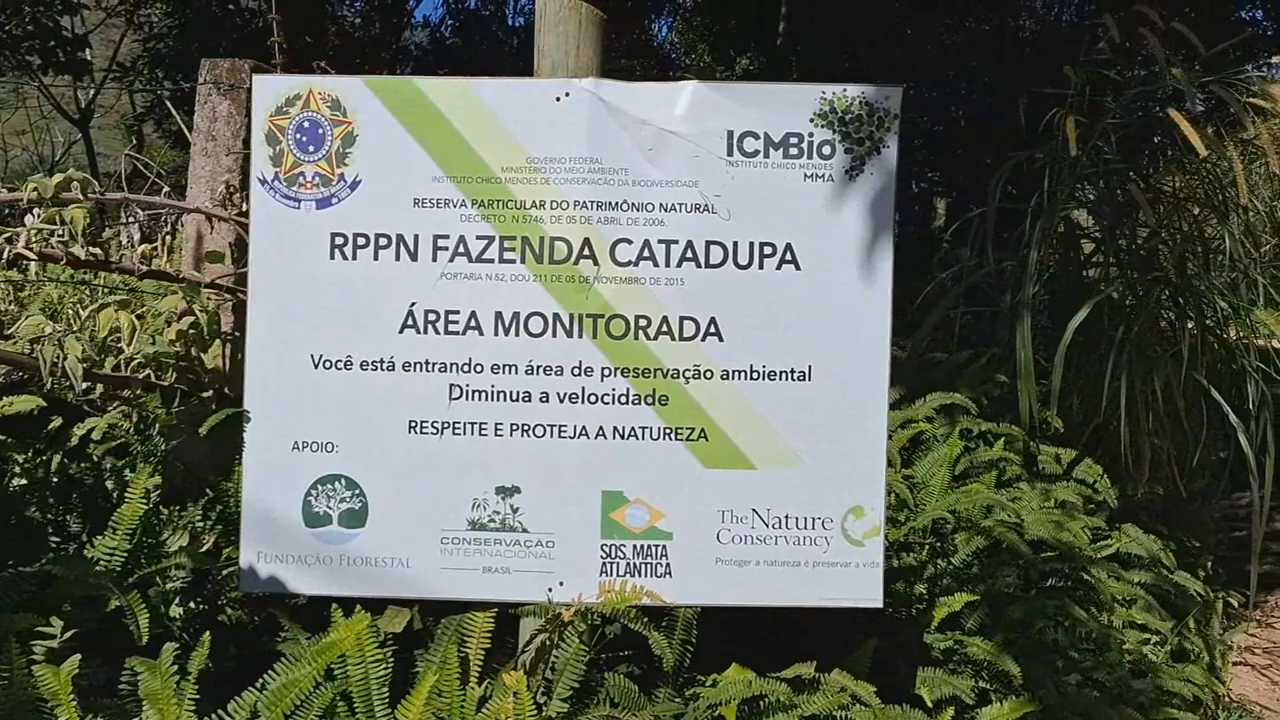 GOVERNO FEDERAL
MINISTÉRIO DO MEIO AMBIENTE
INSTITUTO CHICO MENDES DE CONSERVAÇÃO DA BIODIVERSIDADE
ICMBio
INSTITUTO CHICO MENDES
MMA
RESERVA PARTICULAR DO PATRIMÔNIO NATURAL
DECRETO N 5746, DE 05 DE ABRIL DE 2006.
RPPN FAZENDA CATADUPA
PORTARIA N 52, DOU 211 DE 05 DE NOVEMBRO DE 2015
ÁREA MONITORADA
Você está entrando em área de preservação ambiental
Diminua a velocidade
RESPEITE E PROTEJA A NATUREZA
APOIO:
FUNDAÇÃO FLORESTAL
CONSERVAÇÃO
INTERNACIONAL
BRASIL
SOS MATA
ATLÂNTICA
The Nature
Conservancy
Proteger a natureza é preservar a vida